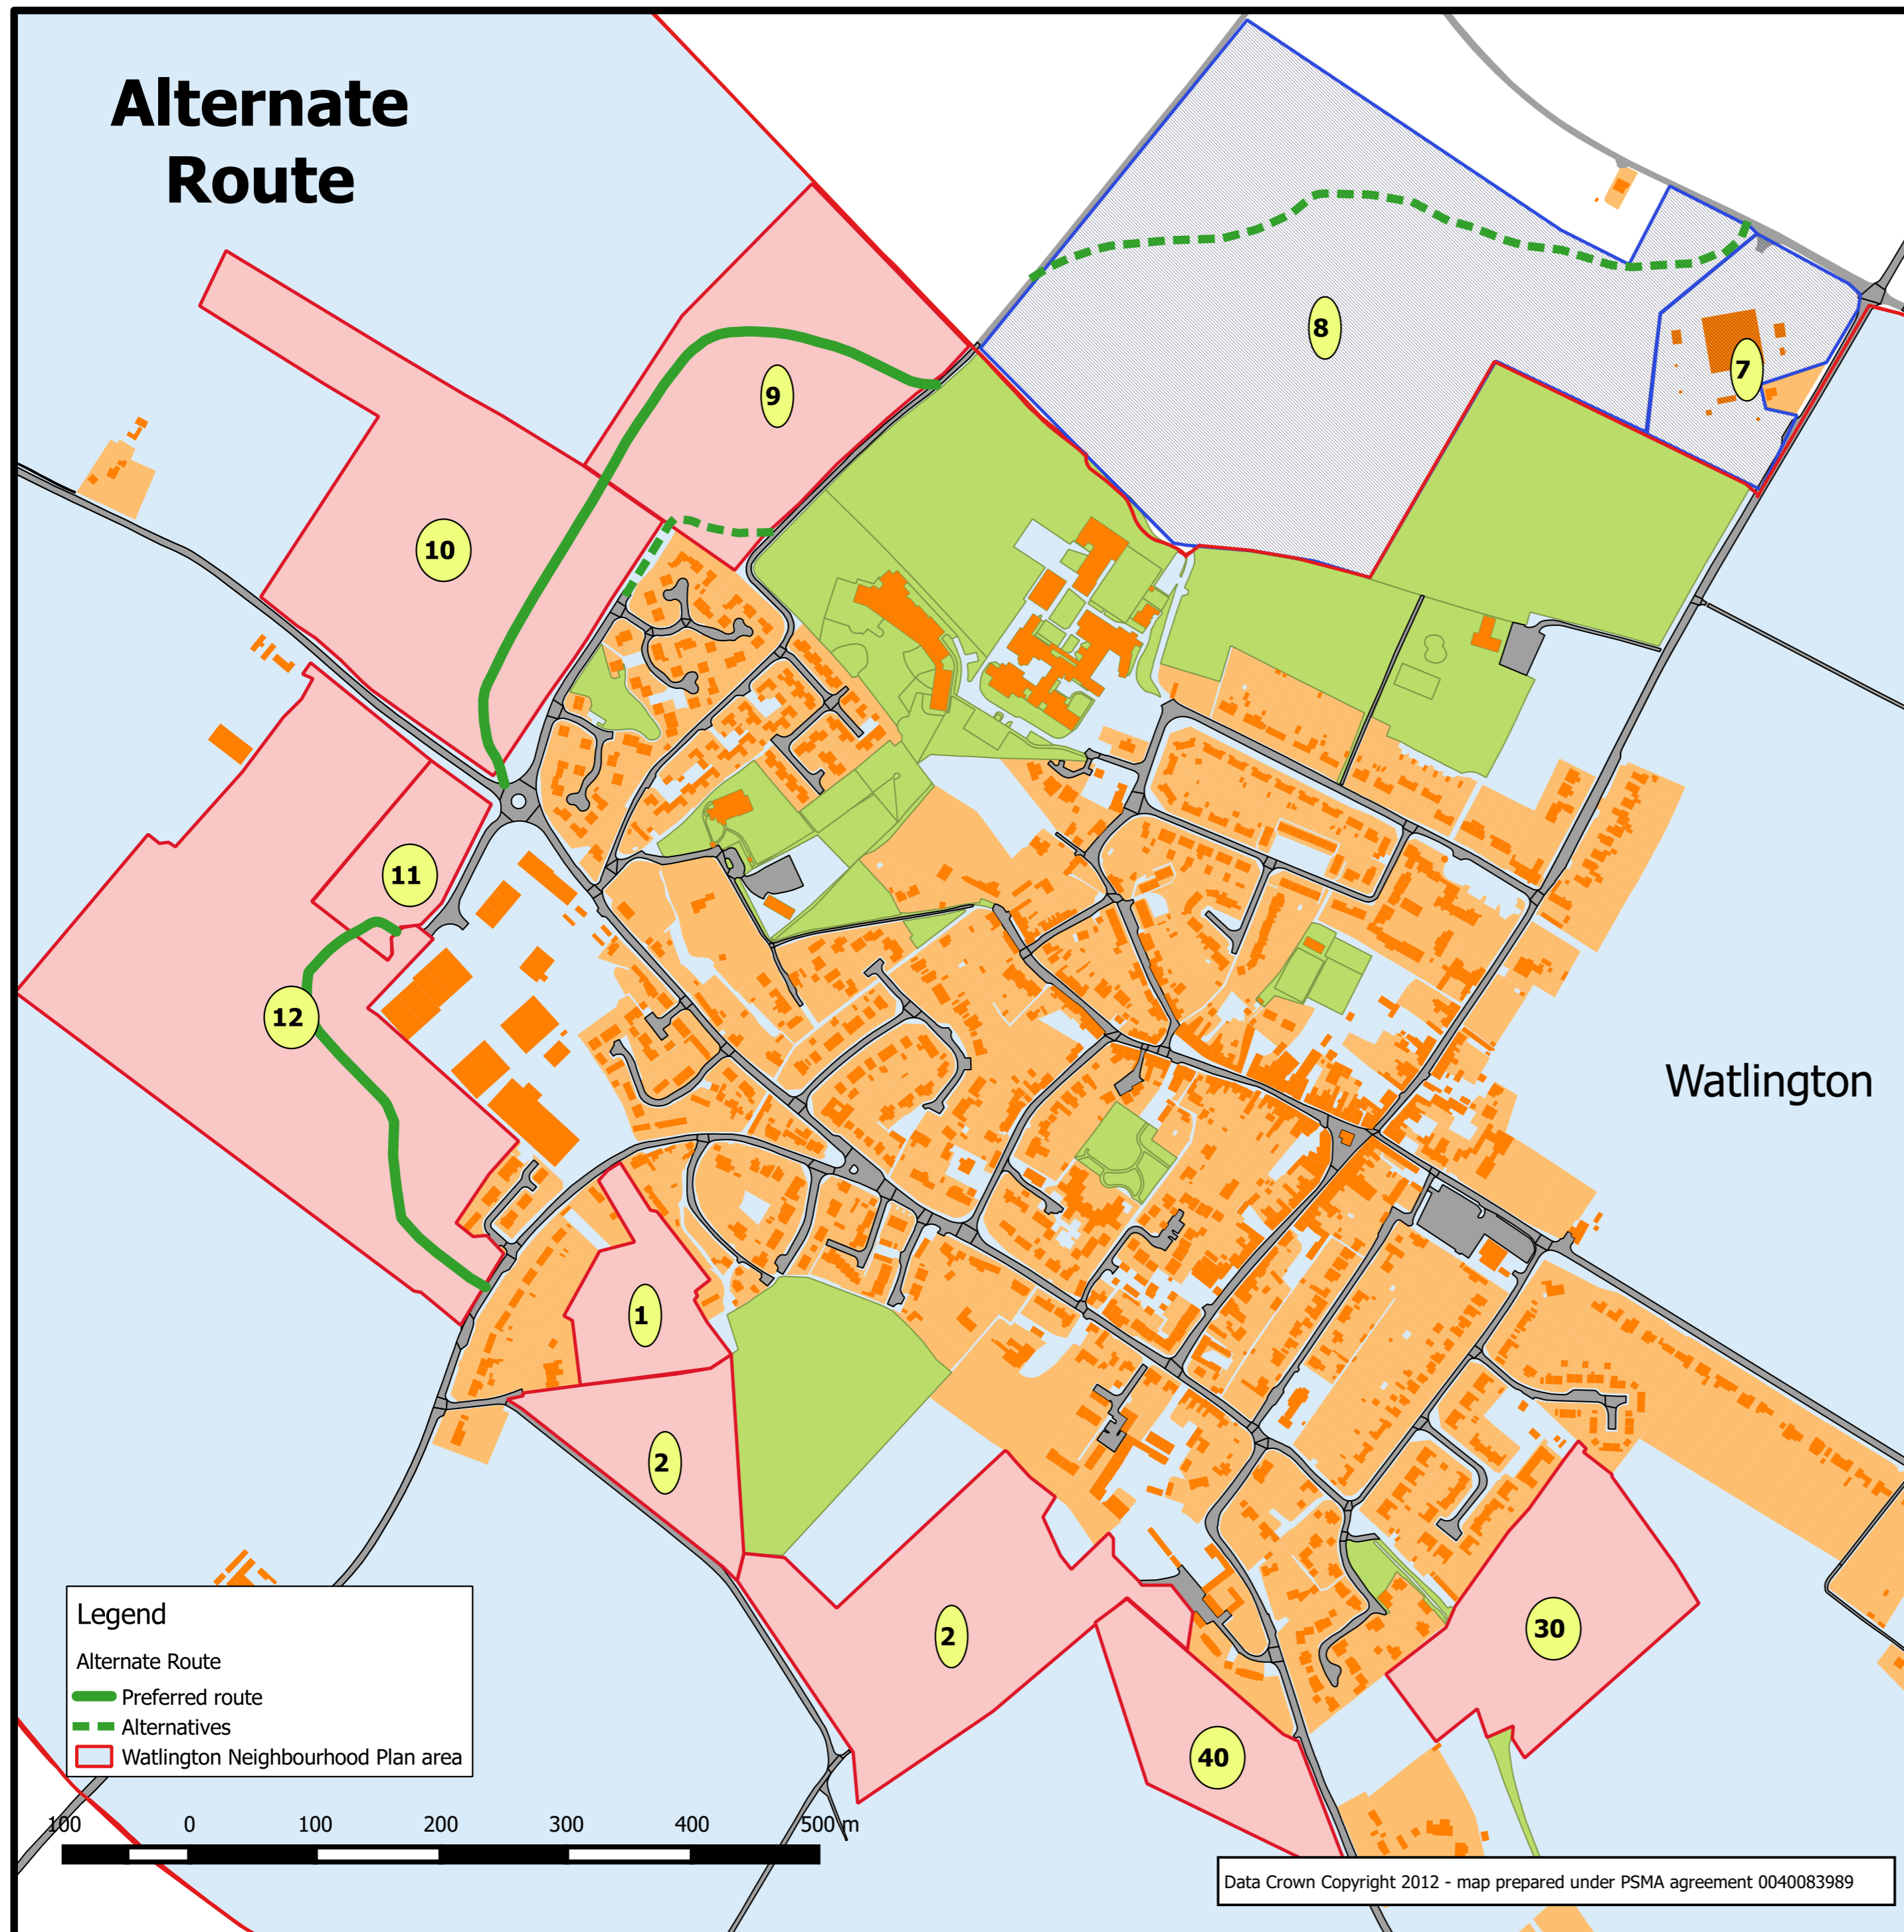 Alternate
Route
8
7
9
10
11
12
Watlington
1
2
2
30
40
Legend
Alternate Route
Preferred route
Alternatives
Watlington Neighbourhood Plan area
100 0 100 200 300 400 500 m
Data Crown Copyright 2012 - map prepared under PSMA agreement 0040083989